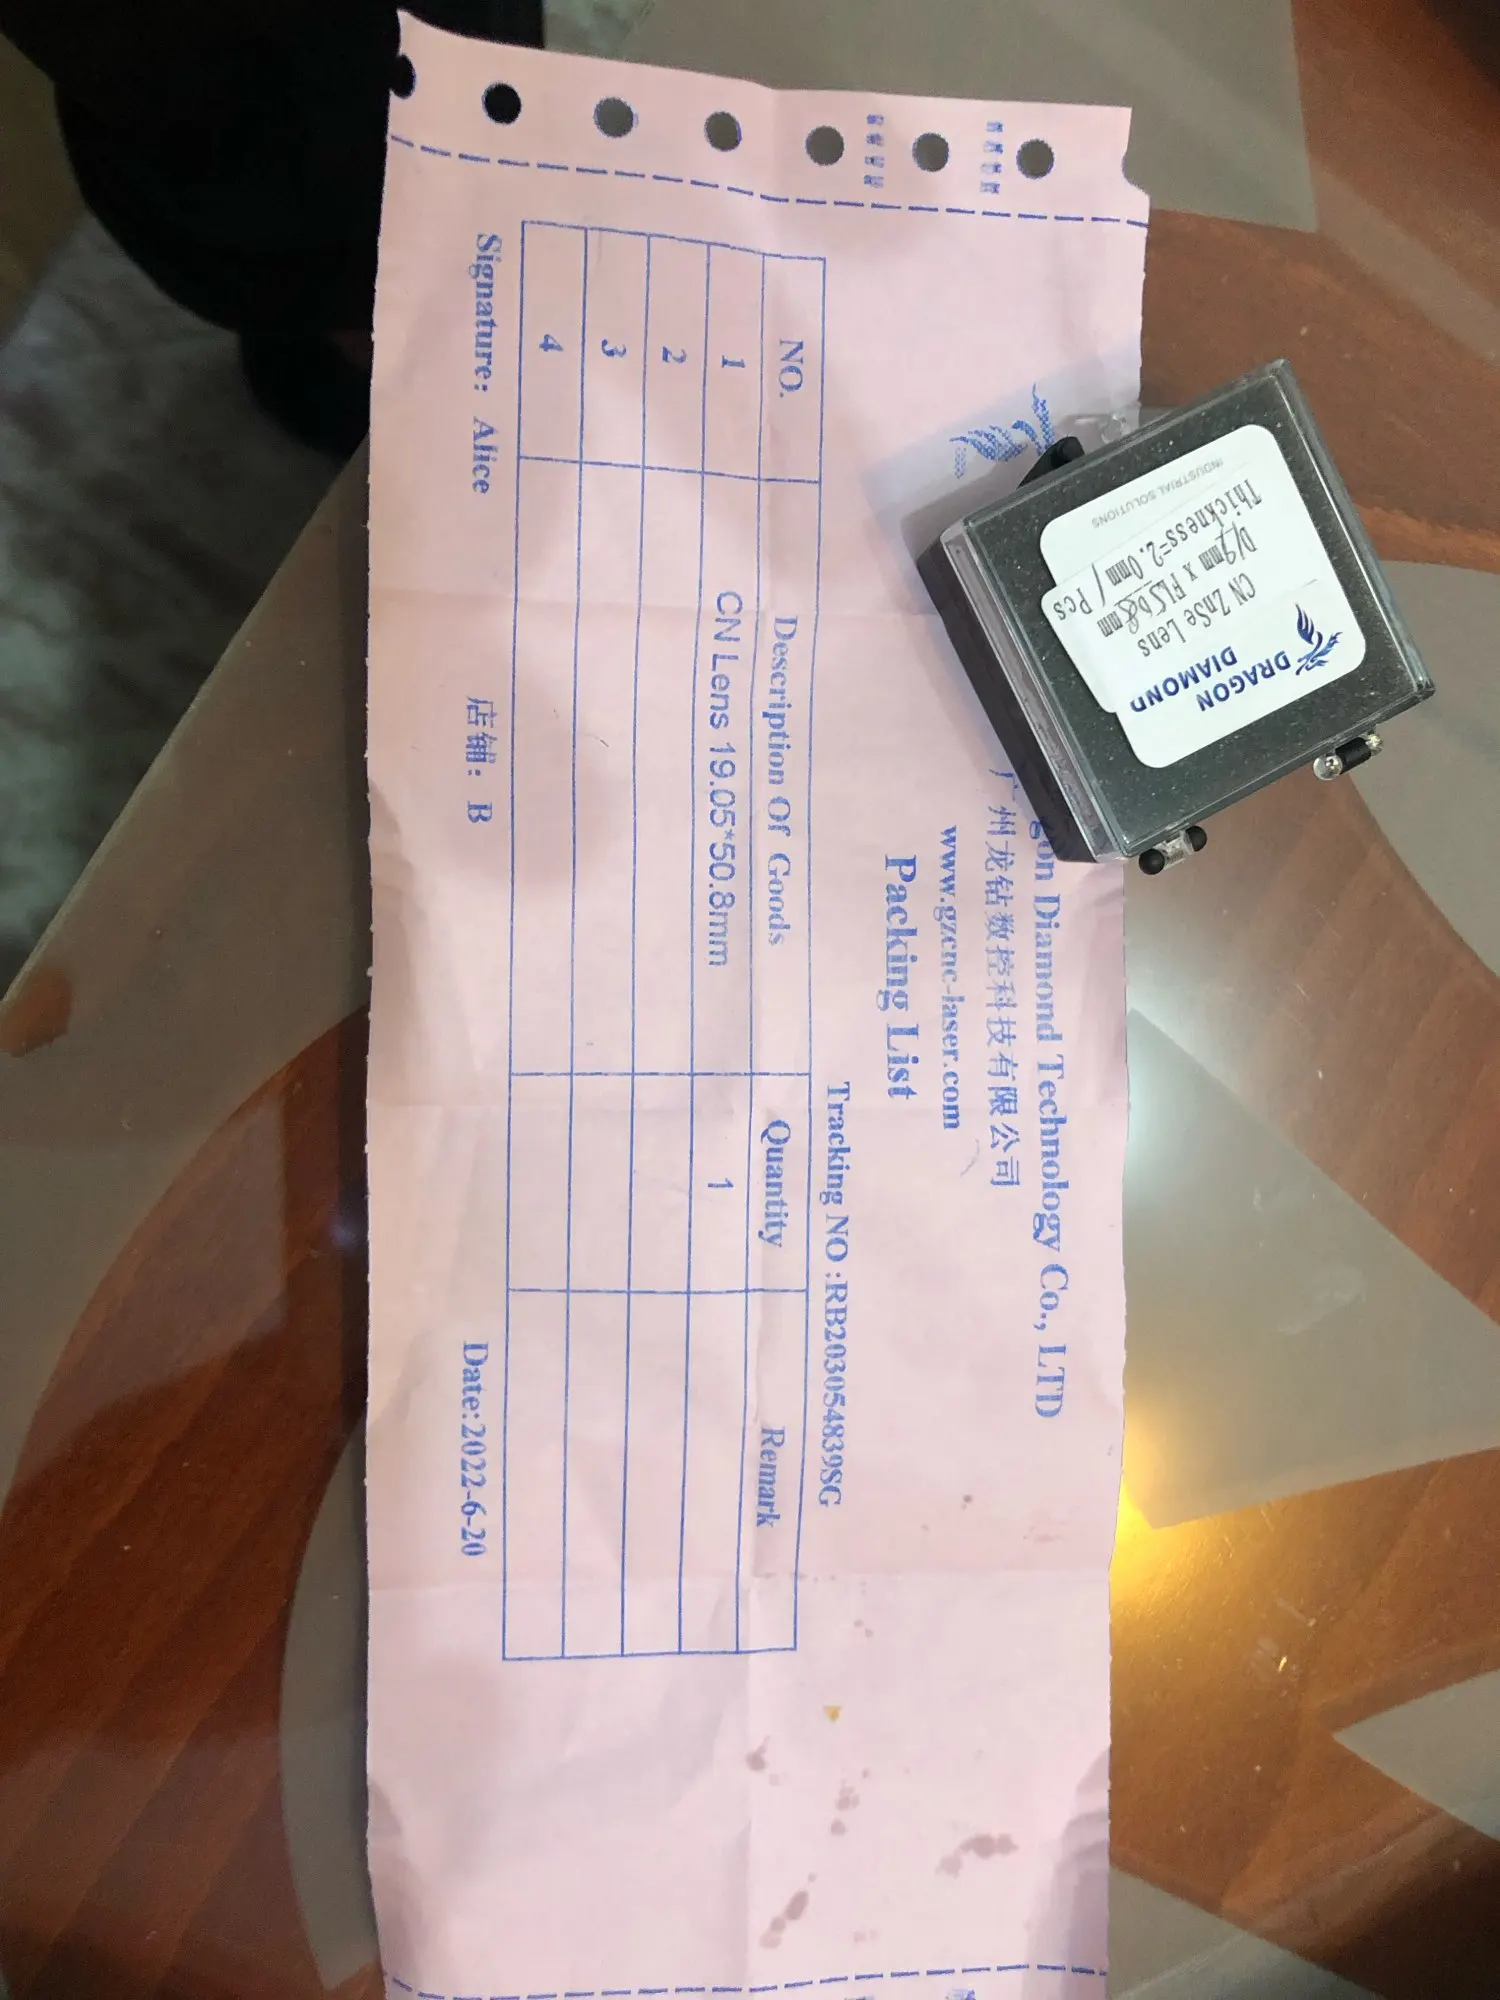 Diamond Technology Co., LTD
广州龙钻数控科技有限公司
www.gzcnc-laser.com
Packing List
Tracking NO :RB203054839SG
NO. Description Of Goods Quantity Remark
1 CN Lens 19.05*50.8mm 1
2
3
4
Signature: Alice 店铺: B Date:2022-6-20
DRAGON
DIAMOND
CN ZnSe Lens
D19mm x FL50.8mm
Thickness=2.0mm / Pcs
INDUSTRIAL SOLUTIONS